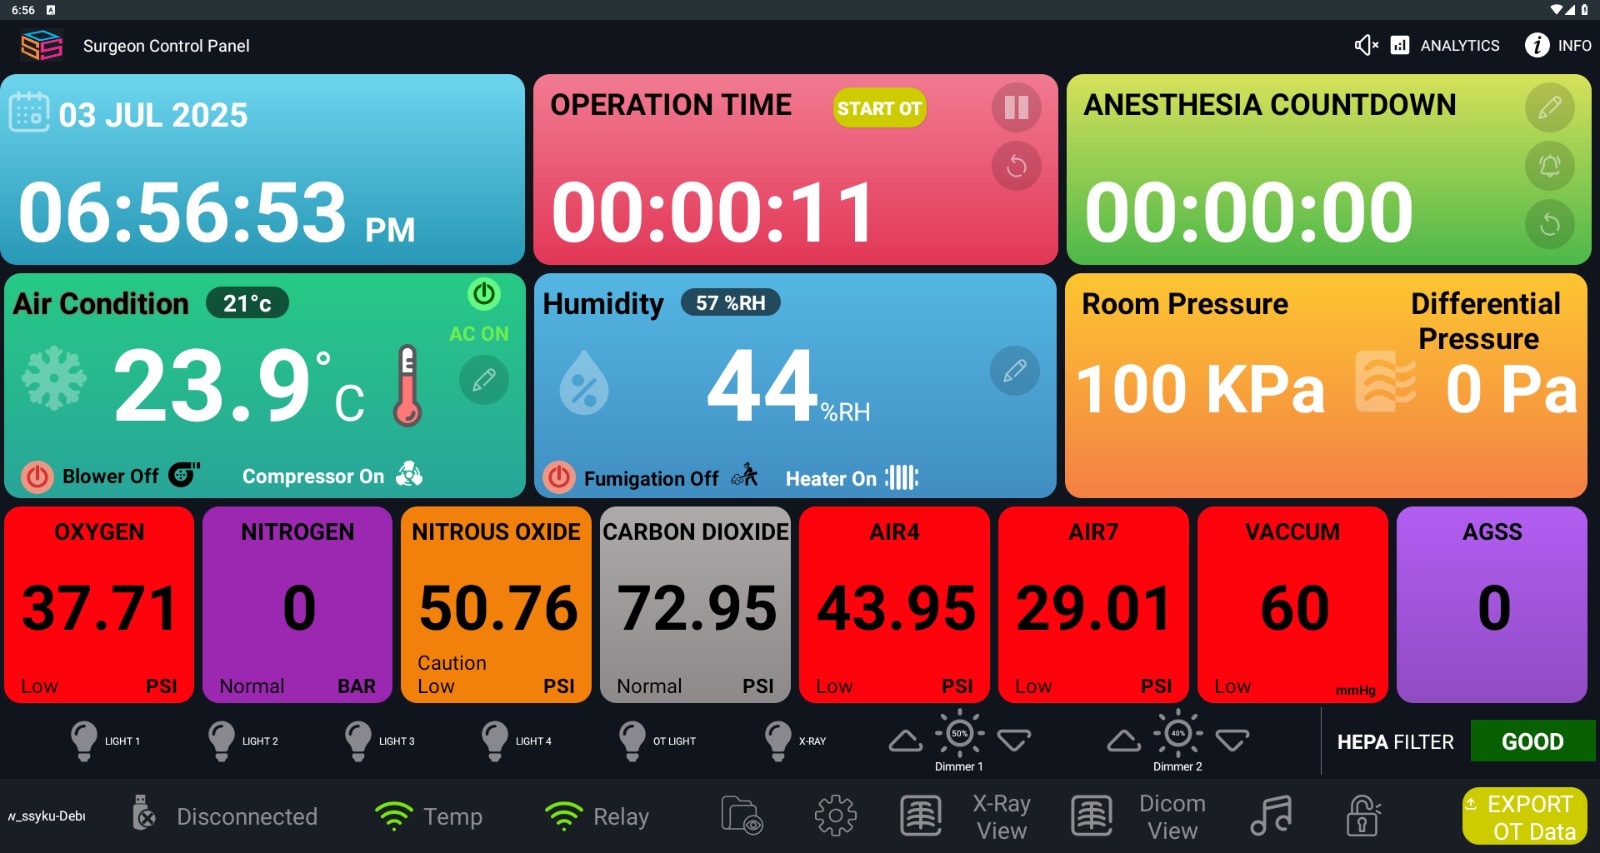 6:56
Surgeon Control Panel
ANALYTICS
INFO
03 JUL 2025
06:56:53 PM
OPERATION TIME
START OT
00:00:11
ANESTHESIA COUNTDOWN
00:00:00
Air Condition
21°c
AC ON
23.9°C
Blower Off
Compressor On
Humidity
57 %RH
44%RH
Fumigation Off
Heater On
Room Pressure
100 KPa
Differential
Pressure
0 Pa
OXYGEN
37.71
Low PSI
NITROGEN
0
Normal BAR
NITROUS OXIDE
50.76
Caution
Low PSI
CARBON DIOXIDE
72.95
Normal PSI
AIR4
43.95
Low PSI
AIR7
29.01
Low PSI
VACCUM
60
Low mmHg
AGSS
0
LIGHT 1
LIGHT 2
LIGHT 3
LIGHT 4
OT LIGHT
X-RAY
50%
Dimmer 1
40%
Dimmer 2
HEPA FILTER
GOOD
Disconnected
Temp
Relay
X-Ray
View
Dicom
View
EXPORT
OT Data